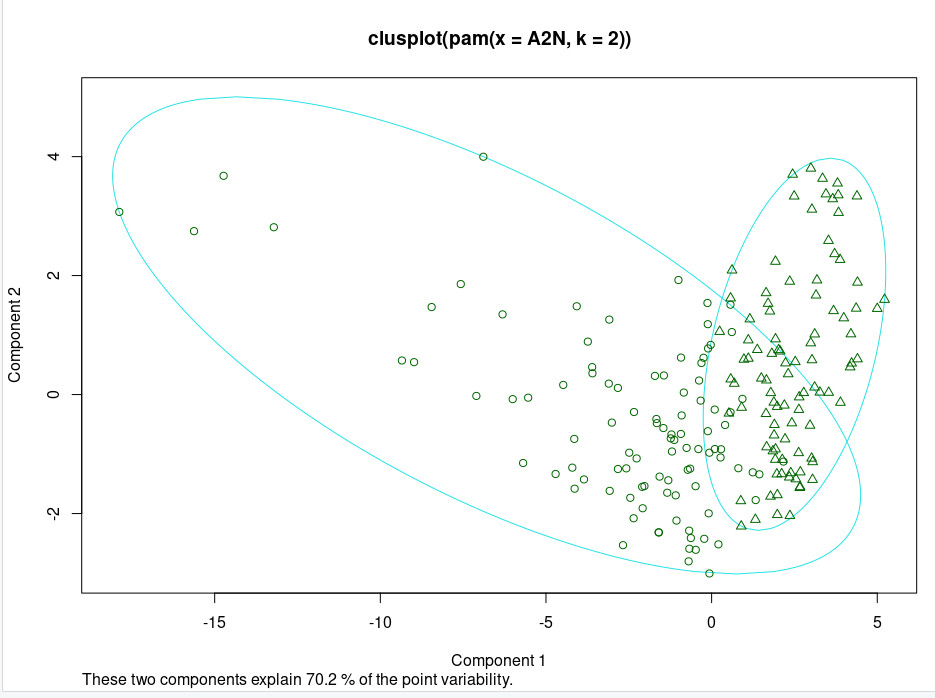 clusplot(pam(x = A2N, k = 2))
4
2
0
-2
Component 2
-15 -10 -5 0 5
Component 1
These two components explain 70.2 % of the point variability.